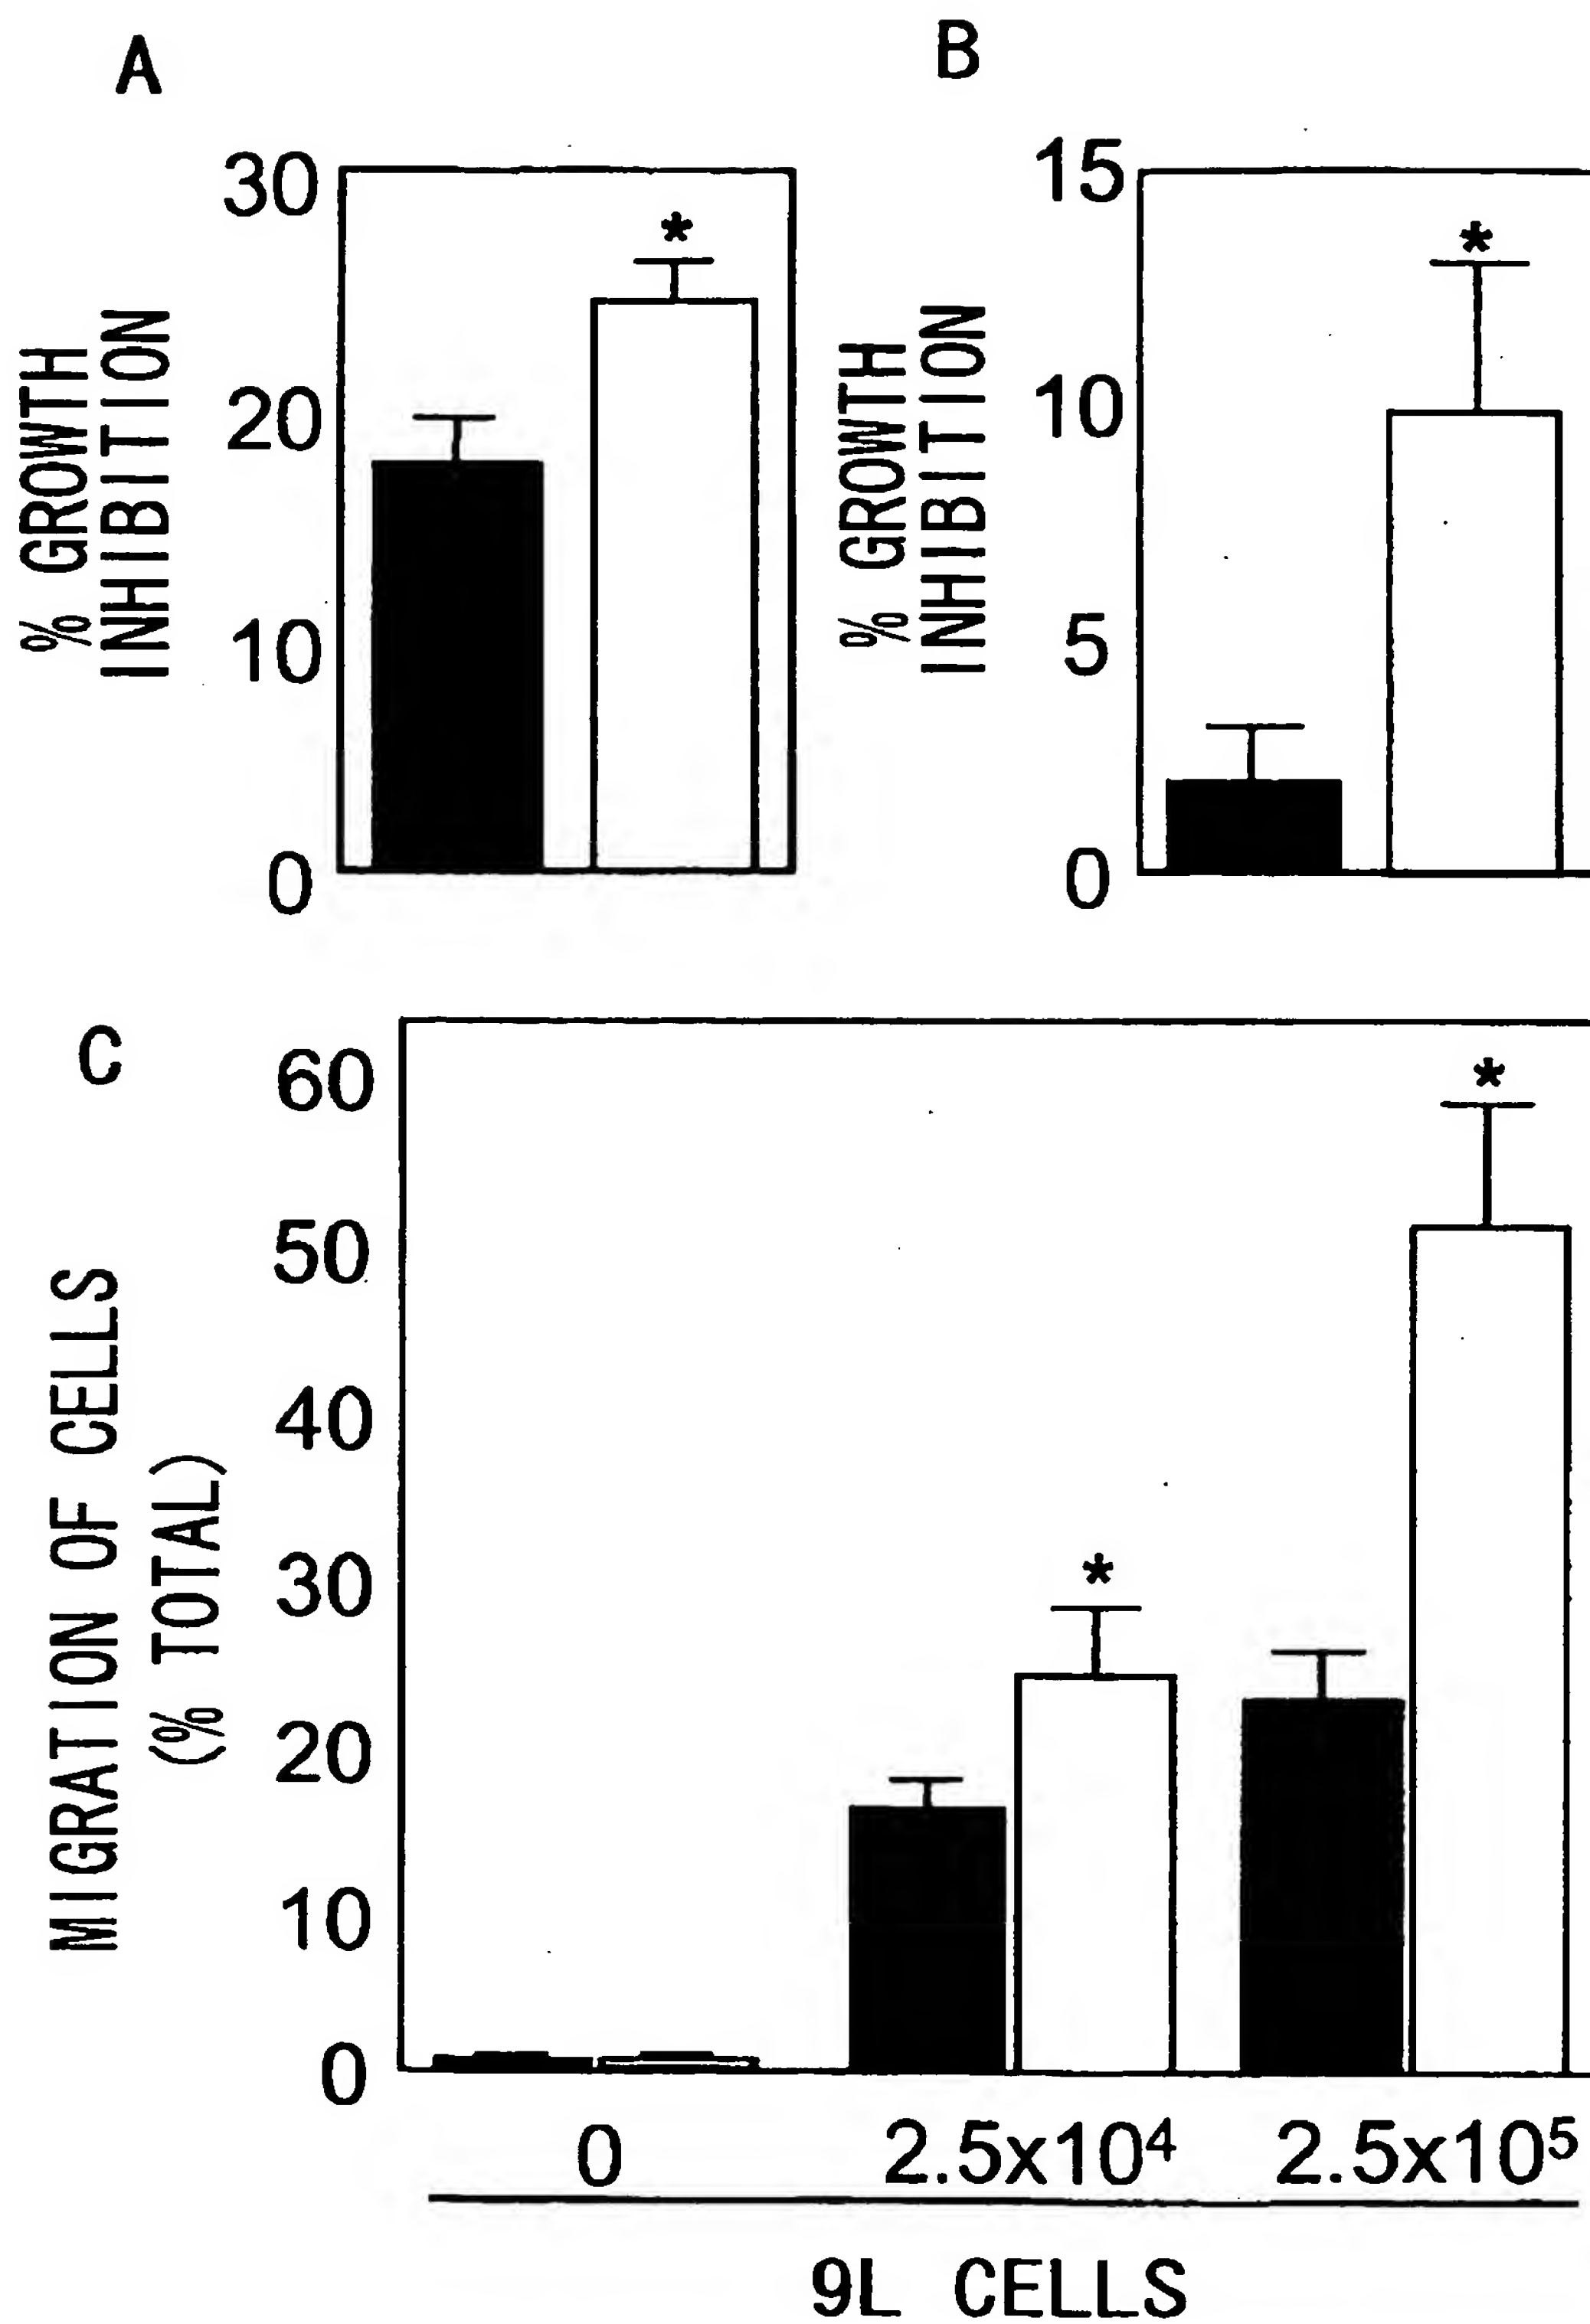 A
30
20
10
0
% GROWTH
INHIBITION
*
B
15
10
5
0
% GROWTH
INHIBITION
*
C
60
50
40
30
20
10
0
MIGRATION OF CELLS
(% TOTAL)
*
*
0 2.5x10⁴ 2.5x10⁵
9L CELLS